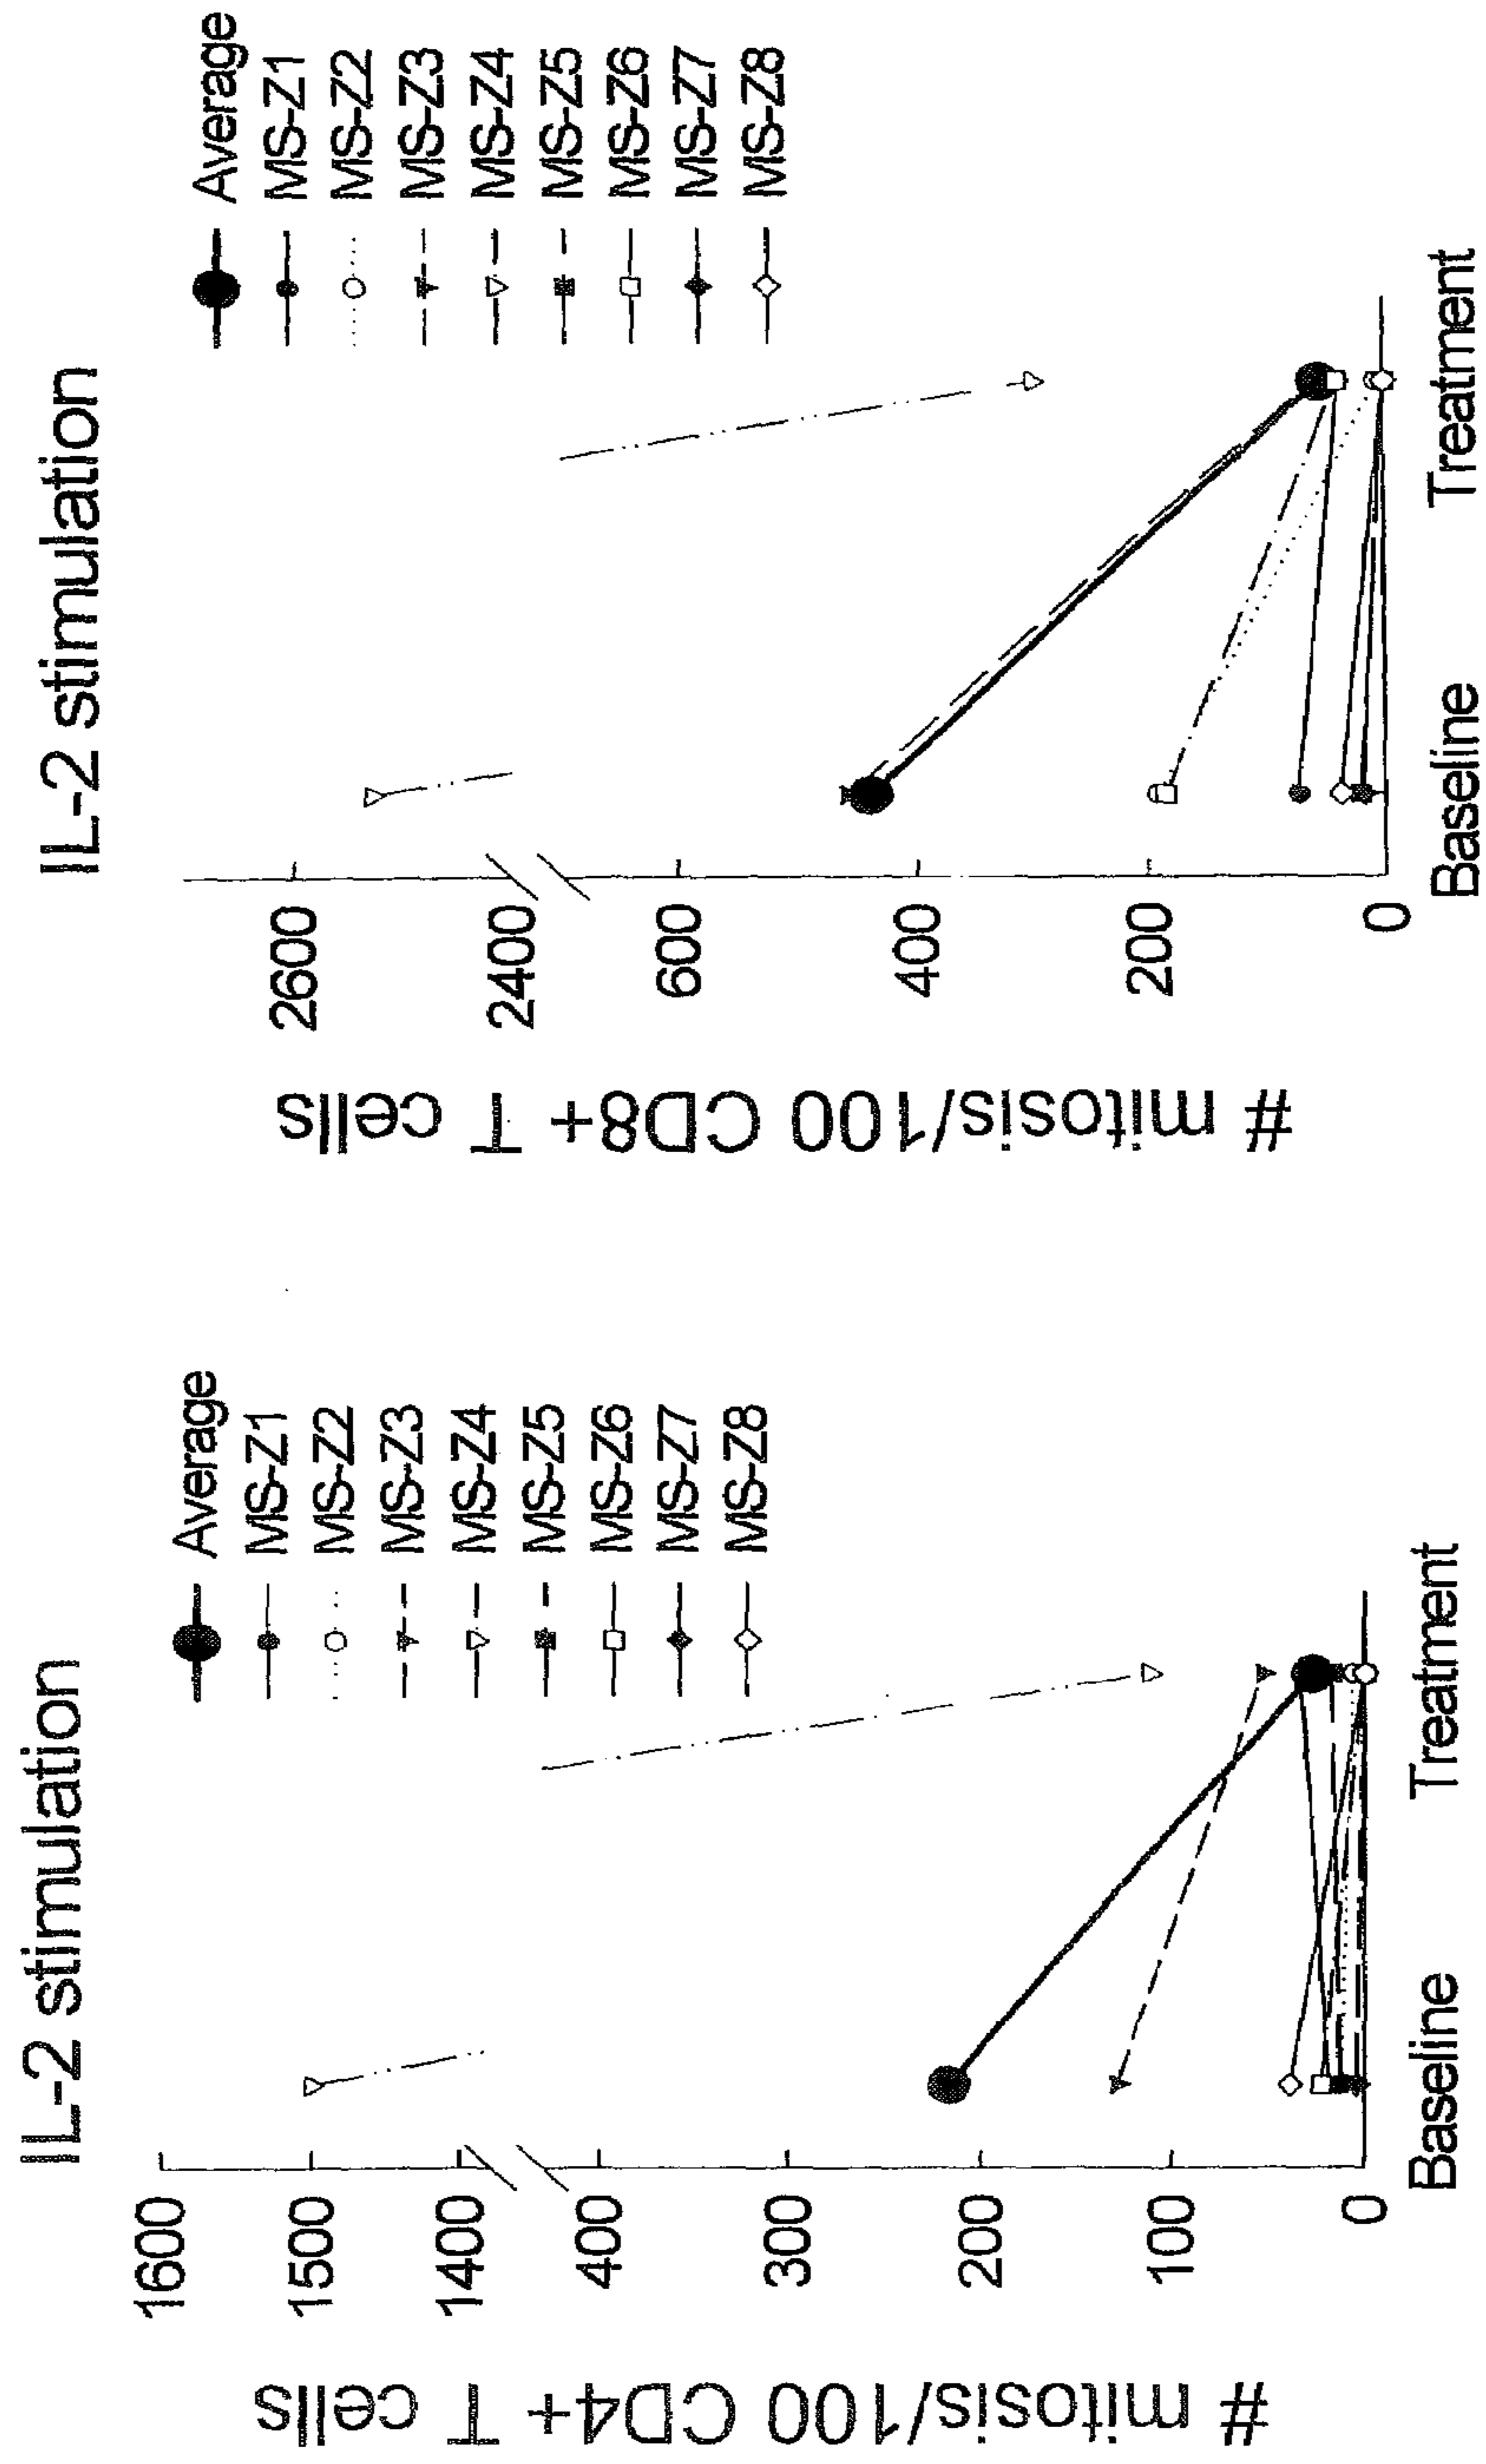 IL-2 stimulation
# mitosis/100 CD4+ T cells
1600
1500
1400
400
300
200
100
0
Baseline
Treatment
Average
MS-Z1
MS-Z2
MS-Z3
MS-Z4
MS-Z5
MS-Z6
MS-Z7
MS-Z8
IL-2 stimulation
# mitosis/100 CD8+ T cells
2600
2400
600
400
200
0
Baseline
Treatment
Average
MS-Z1
MS-Z2
MS-Z3
MS-Z4
MS-Z5
MS-Z6
MS-Z7
MS-Z8